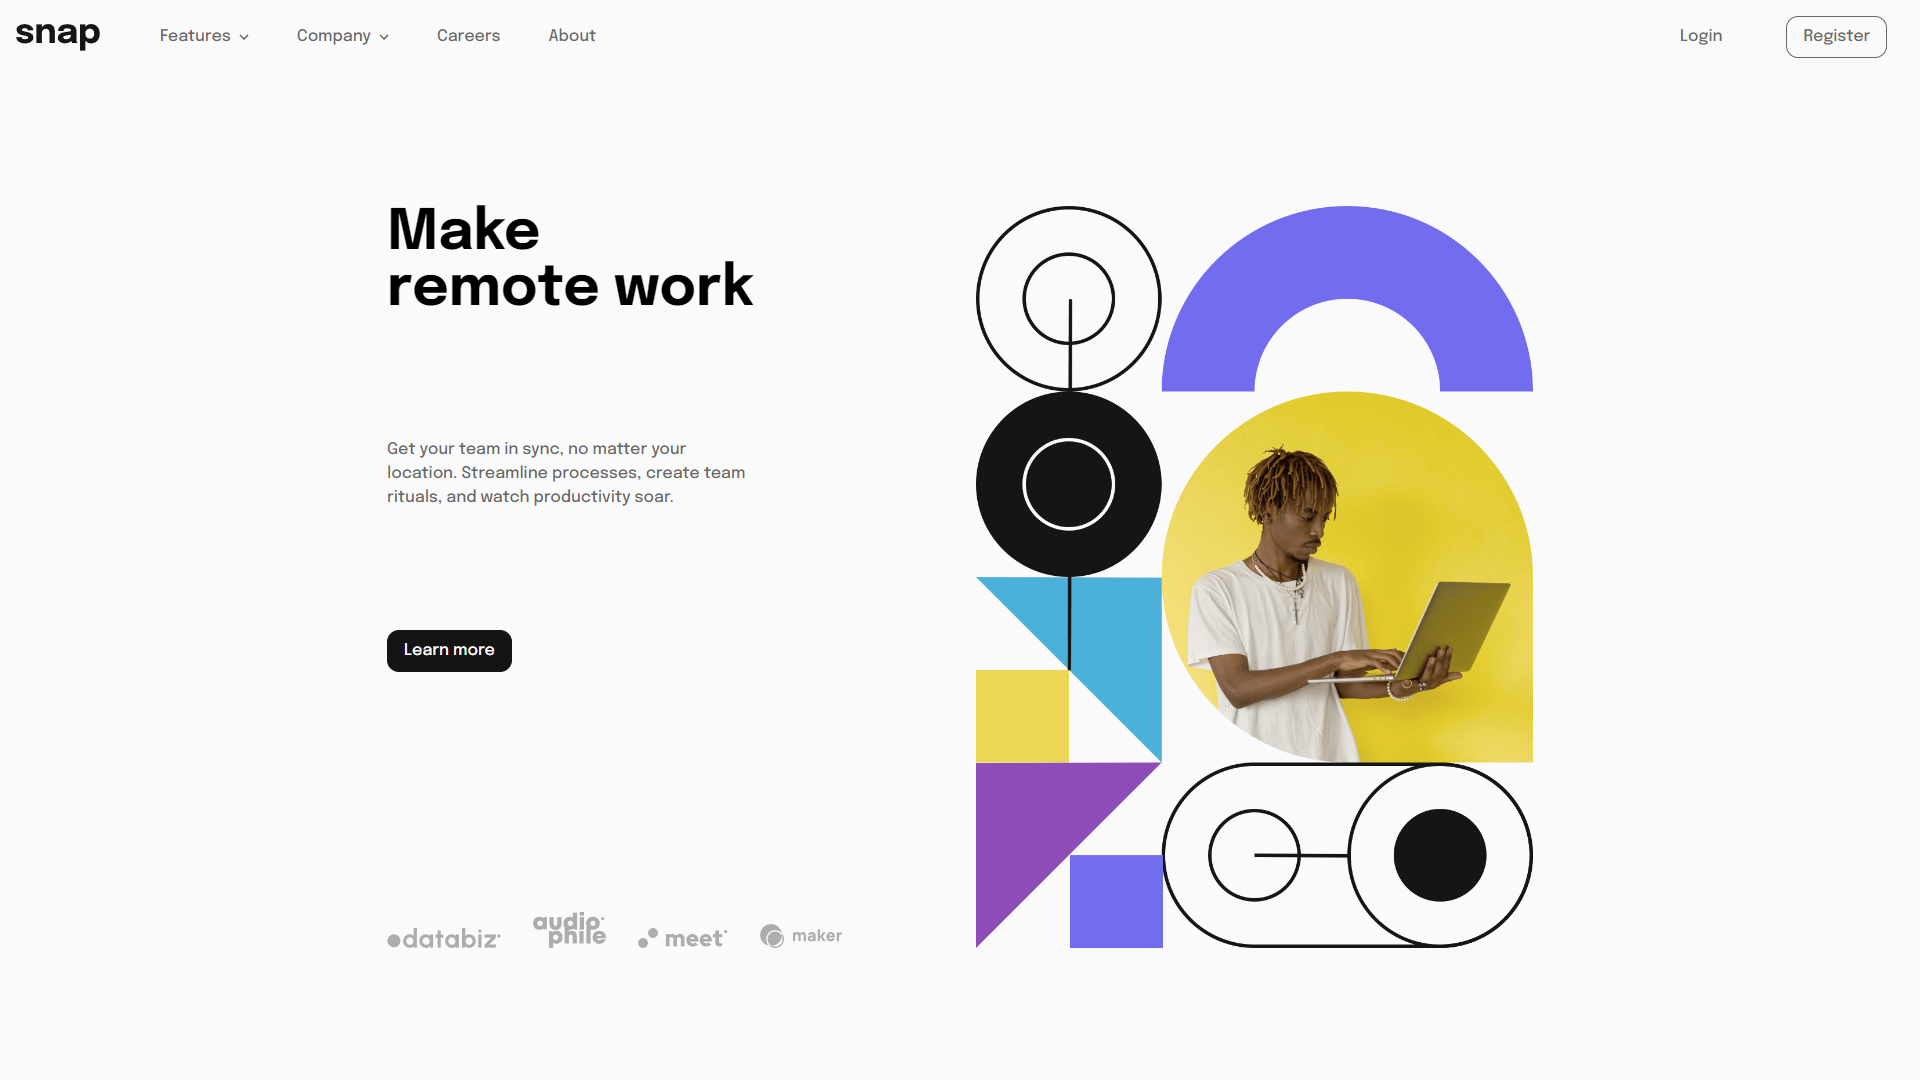 snap
Features
Company
Careers
About
Login
Register
Make
remote work
Get your team in sync, no matter your
location. Streamline processes, create team
rituals, and watch productivity soar.
Learn more
databiz
audiophile
meet
maker